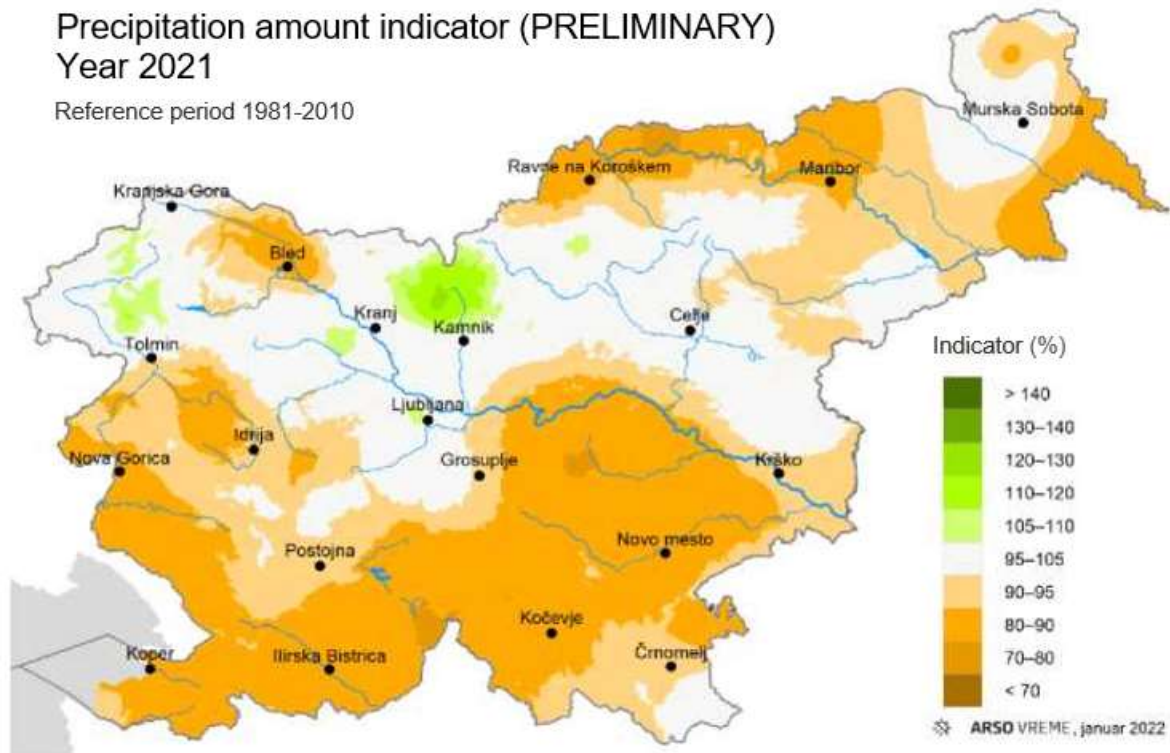 Precipitation amount indicator (PRELIMINARY)
Year 2021
Reference period 1981-2010
Murska Sobota
Ravne na Koroškem
Maribor
Kranjska Gora
Bled
Kranj
Kamnik
Celje
Tolmin
Ljubljana
Idrija
Nova Gorica
Grosuplje
Krško
Postojna
Novo mesto
Kočevje
Koper
Ilirska Bistrica
Črnomelj
Indicator (%)
> 140
130–140
120–130
110–120
105–110
95–105
90–95
80–90
70–80
< 70
ARSO VREME, januar 2022